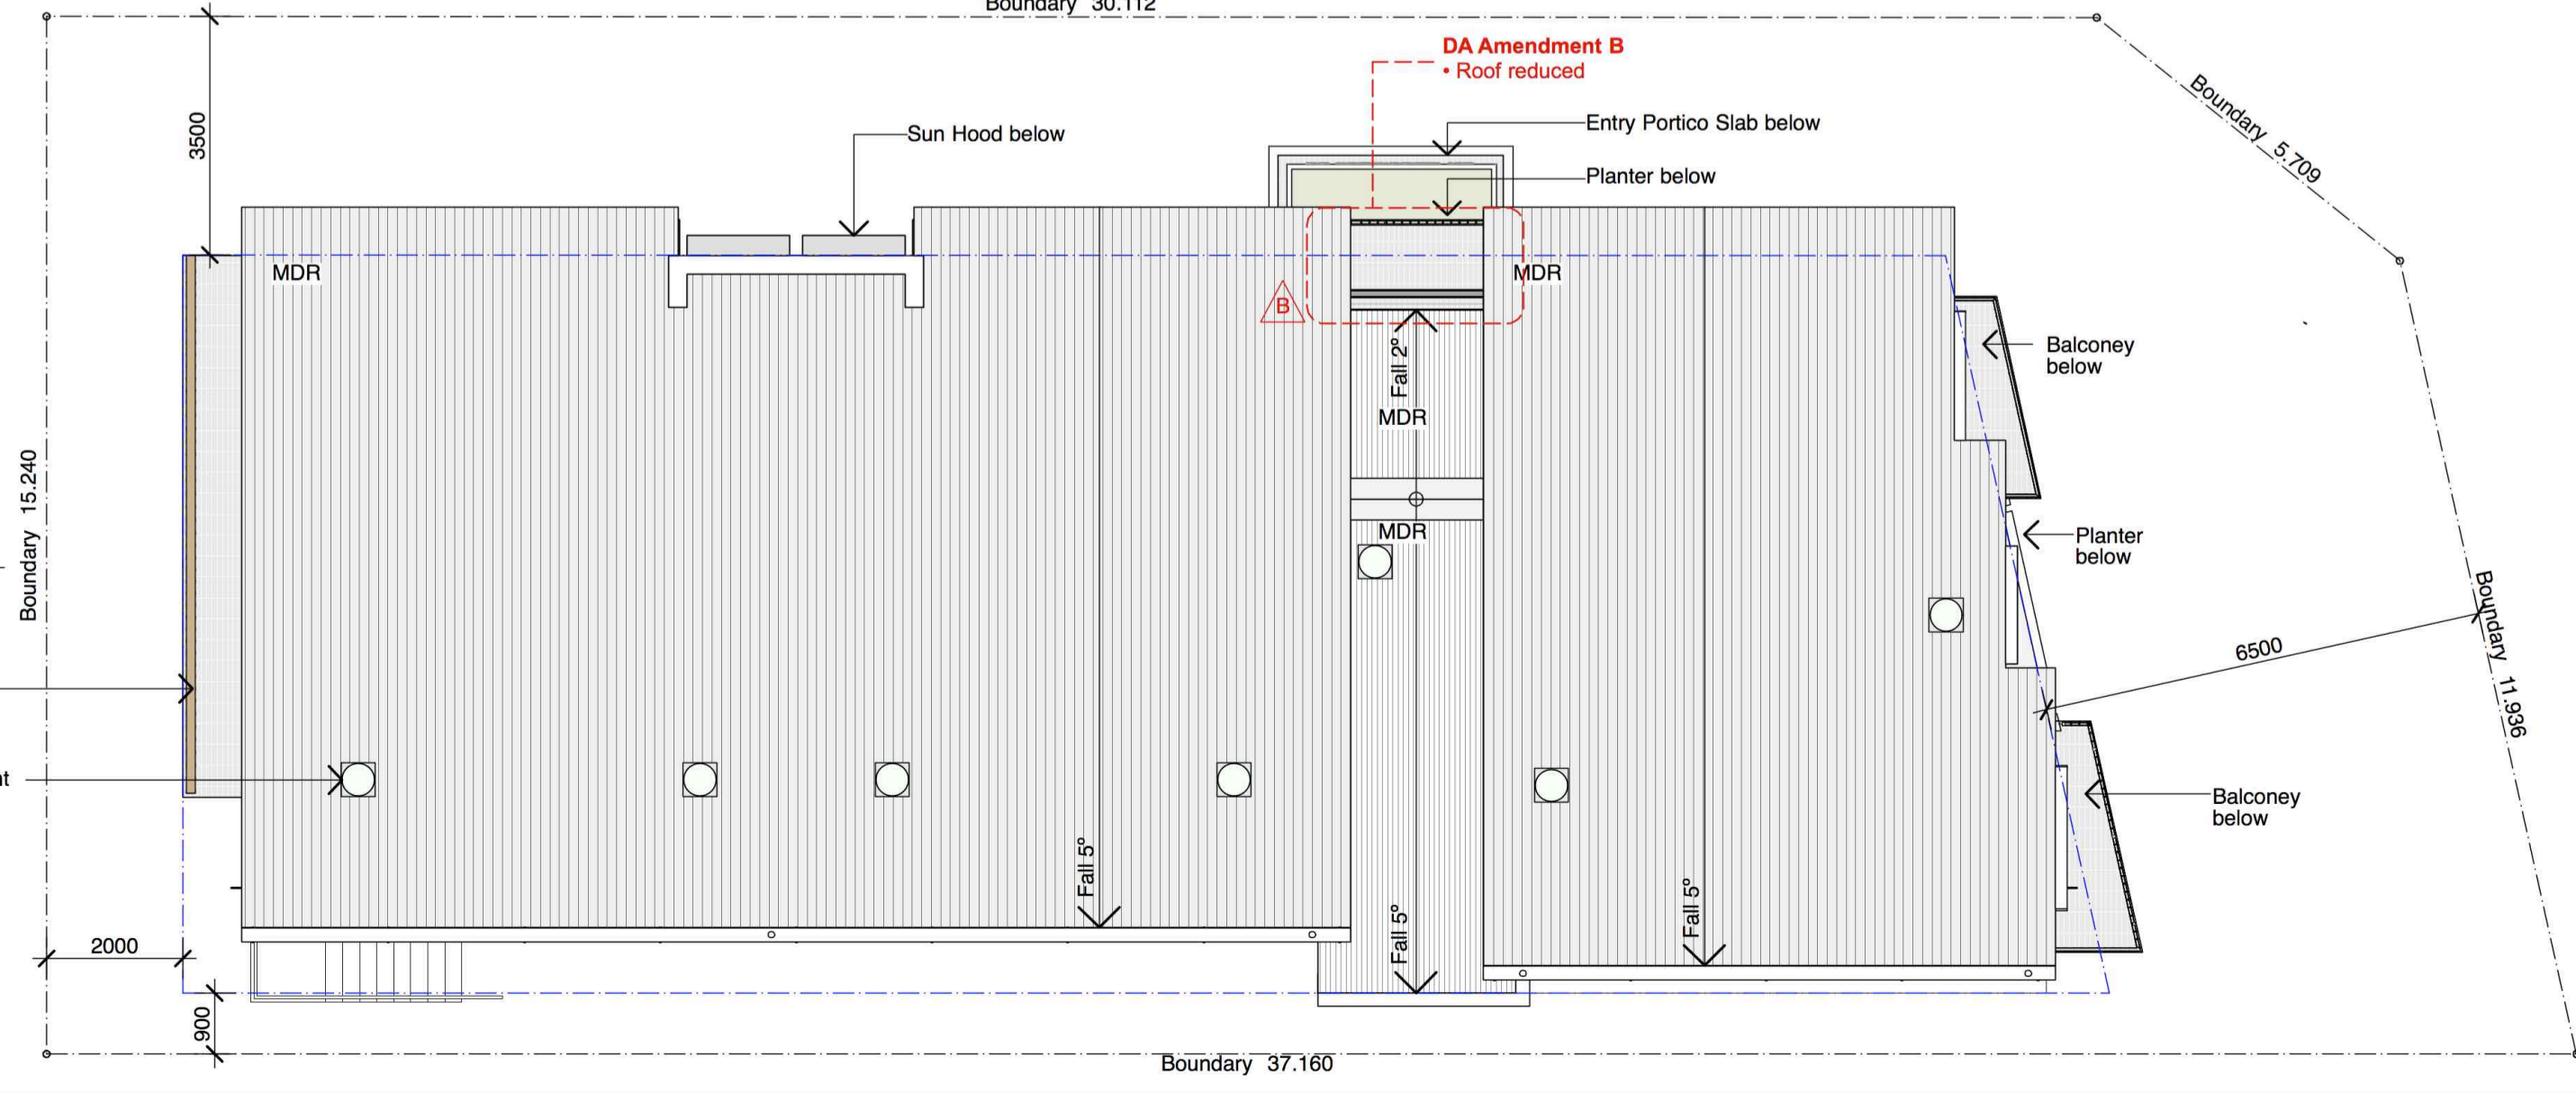 Boundary 30.112
DA Amendment B
• Roof reduced
Boundary 5.709
3500
Sun Hood below
Entry Portico Slab below
Planter below
MDR
MDR
B
Fall 2°
Balconey
below
MDR
Boundary 15.240
MDR
Planter
below
Boundary 11.936
6500
Balconey
below
Fall 5°
Fall 5°
Fall 5°
2000
900
Boundary 37.160